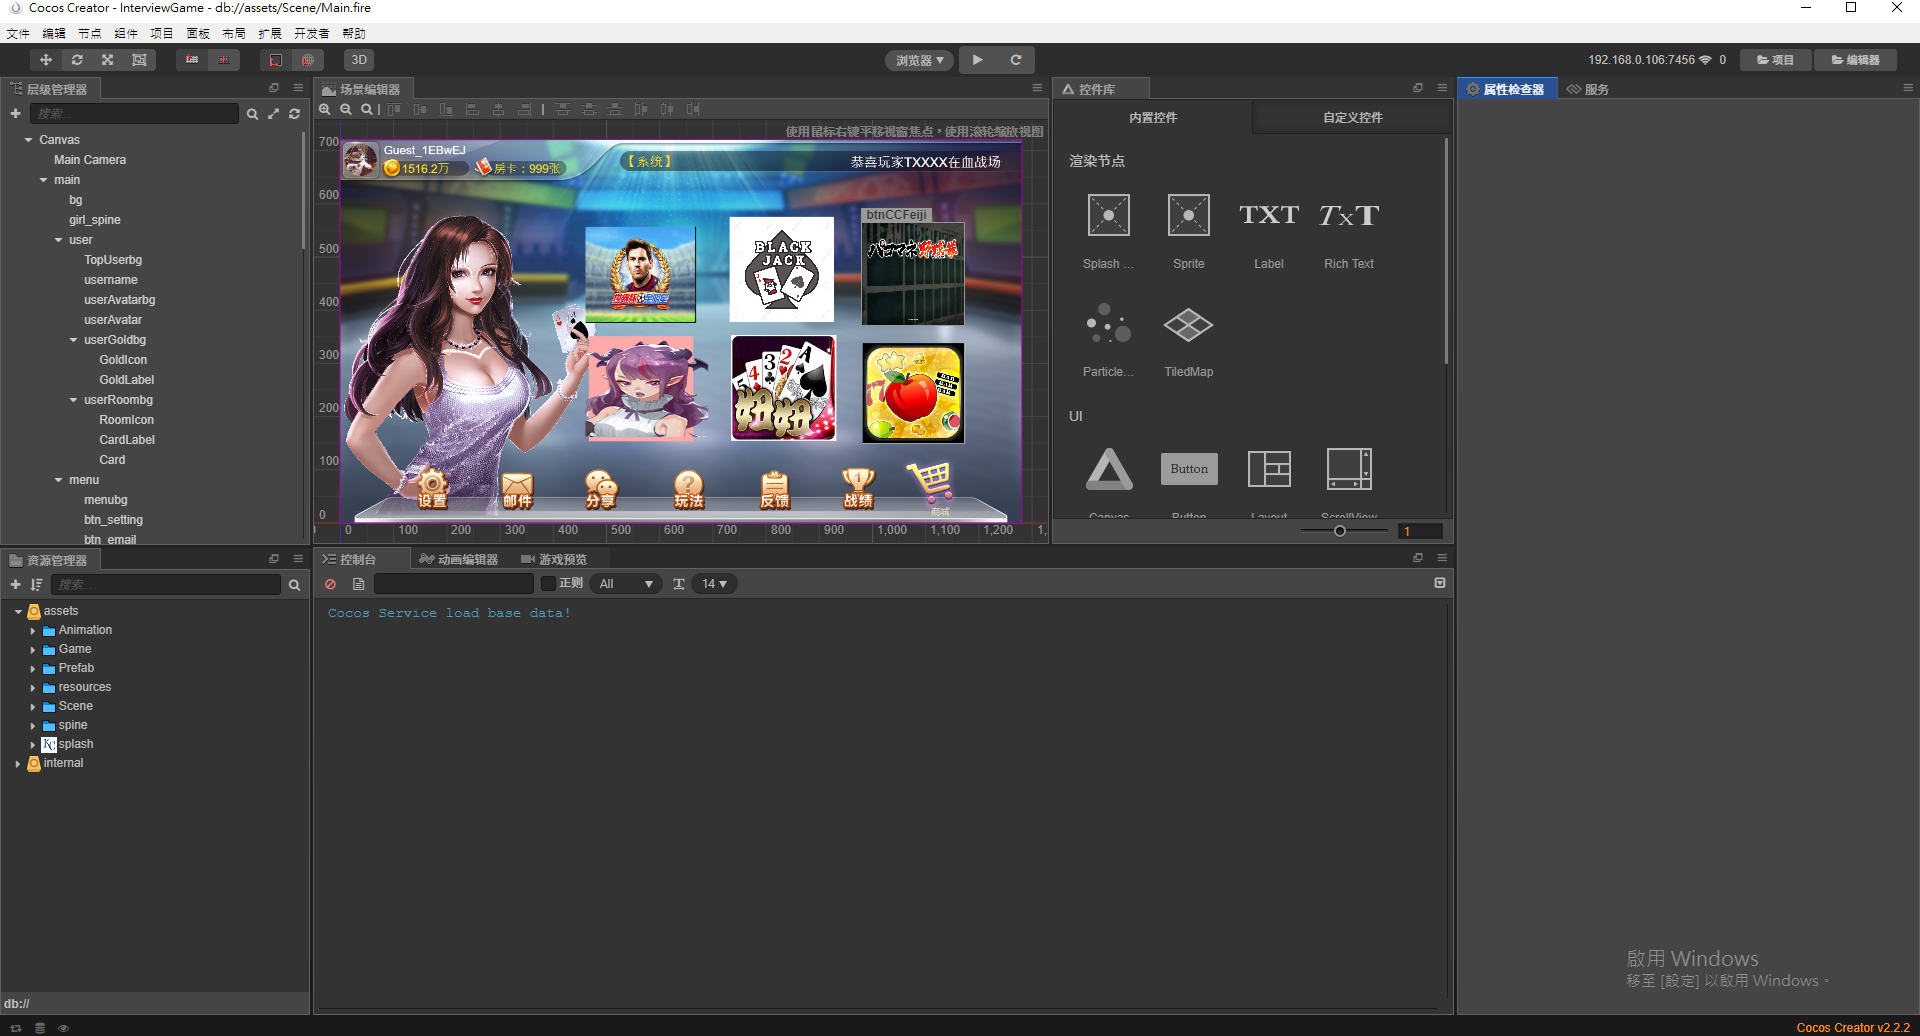 Cocos Creator - InterviewGame - db://assets/Scene/Main.fire
文件 编辑 节点 组件 项目 面板 布局 扩展 开发者 帮助
3D
浏览器
192.168.0.106:7456 0
项目
编辑器
层级管理器
搜索...
Canvas
Main Camera
main
bg
girl_spine
user
TopUserbg
username
userAvatarbg
userAvatar
userGoldbg
GoldIcon
GoldLabel
userRoombg
RoomIcon
CardLabel
Card
menu
menubg
btn_setting
btn_email
场景编辑器
使用鼠标右键平移视窗焦点，使用滚轮缩放视图
700
600
500
400
300
200
100
0
0 100 200 300 400 500 600 700 800 900 1,000 1,100 1,200 1,
Guest_1EBwEJ
1516.2万
房卡：999张
【系统】
恭喜玩家TXXXX在血战场
BLACK
JACK
btnCCFeiji
5 4 3 2 A
妞妞
BAR
BAR
BAR
设置
邮件
分享
玩法
反馈
战绩
商城
控件库
内置控件
自定义控件
渲染节点
Splash ...
Sprite
TXT
Label
TxT
Rich Text
Particle...
TiledMap
UI
Canvas
Button
Button
Layout
ScrollView
1
属性检查器
服务
资源管理器
搜索...
assets
Animation
Game
Prefab
resources
Scene
spine
KC
splash
internal
db://
控制台
动画编辑器
游戏预览
正则
All
14
Cocos Service load base data!
啟用 Windows
移至 [設定] 以啟用 Windows。
Cocos Creator v2.2.2